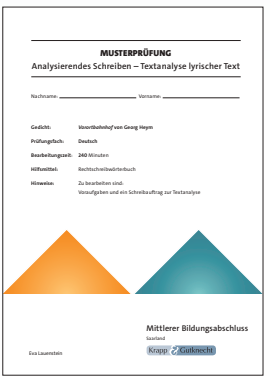 MUSTERPRÜFUNG
Analysierendes Schreiben – Textanalyse lyrischer Text
Nachname: Vorname:
Gedicht: Vorortbahnhof von Georg Heym
Prüfungsfach: Deutsch
Bearbeitungszeit: 240 Minuten
Hilfsmittel: Rechtschreibwörterbuch
Hinweise: Zu bearbeiten sind:
Voraufgaben und ein Schreibauftrag zur Textanalyse
Mittlerer Bildungsabschluss
Saarland
Eva Lauenstein
Krapp & Gutknecht